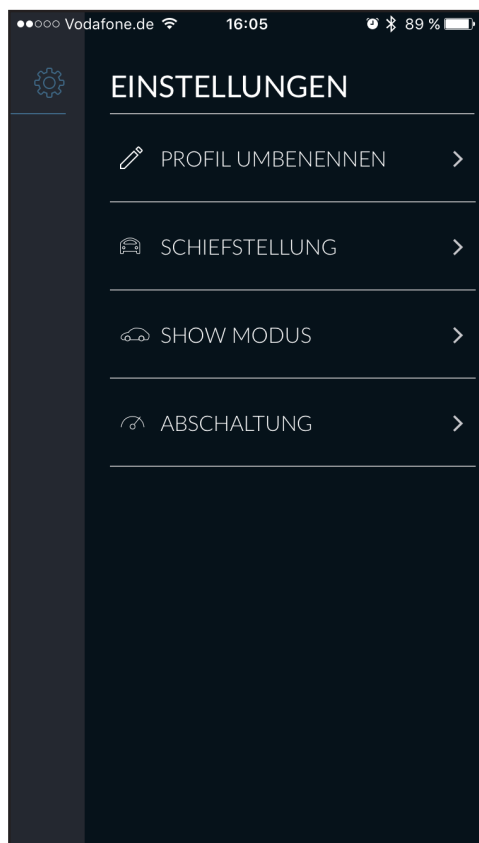 Vodafone.de 16:05 89 %
EINSTELLUNGEN
PROFIL UMBENENNEN
SCHIEFSTELLUNG
SHOW MODUS
ABSCHALTUNG